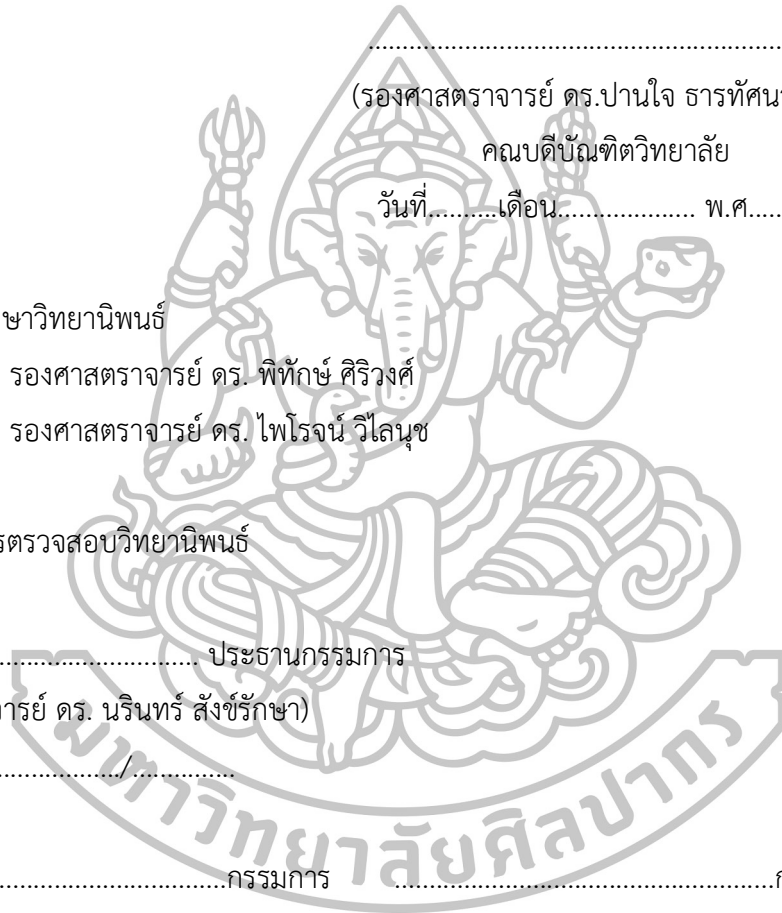 ........................................................
(รองศาสตราจารย์ ดร.ปานใจ ธารทัศน
คณบดีบัณฑิตวิทยาลัย
วันที่..........เดือน.................... พ.ศ.....
ษาวิทยานิพนธ์
รองศาสตราจารย์ ดร. พิทักษ์ ศิริวงศ์
รองศาสตราจารย์ ดร. ไพโรจน์ วิไลนุช
รตรวจสอบวิทยานิพนธ์
.............................. ประธานกรรมการ
ารย์ ดร. นรินทร์ สังข์รักษา)
.................../...............
..................................กรรมการ ........................................................ก
มหาวิทยาลัยศิลปากร